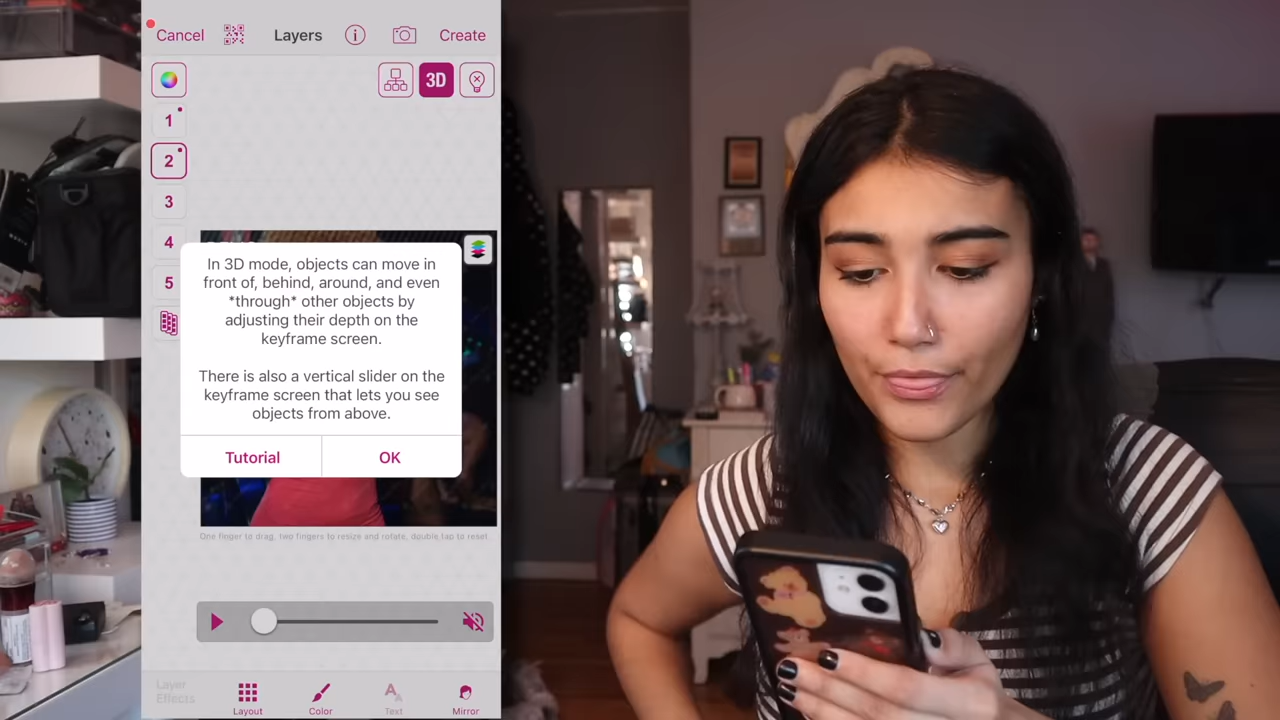 Cancel
Layers
Create
3D
1
2
3
4
5
In 3D mode, objects can move in
front of, behind, around, and even
*through* other objects by
adjusting their depth on the
keyframe screen.
There is also a vertical slider on the
keyframe screen that lets you see
objects from above.
Tutorial
OK
One finger to drag, two fingers to resize and rotate, double tap to reset.
Layer
Effects
Layout
Color
Text
Mirror